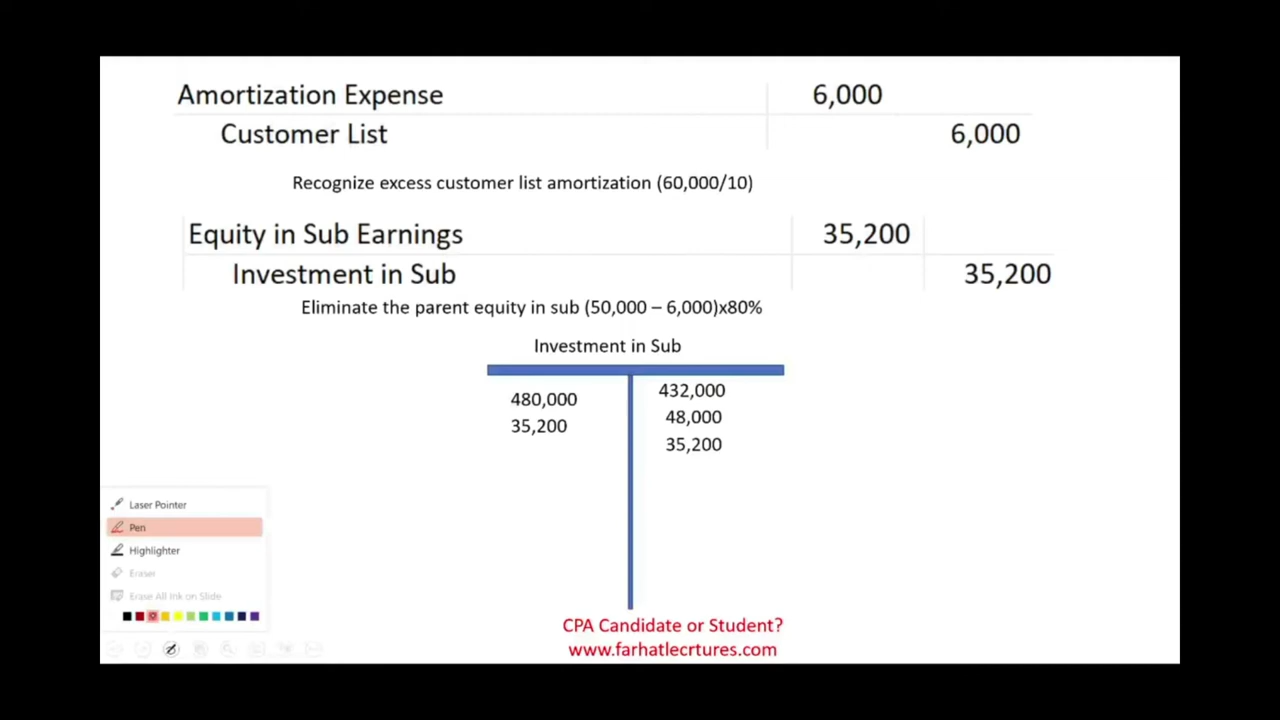 Amortization Expense 6,000
Customer List 6,000
Recognize excess customer list amortization (60,000/10)
Equity in Sub Earnings 35,200
Investment in Sub 35,200
Eliminate the parent equity in sub (50,000 – 6,000)x80%
Investment in Sub
480,000 432,000
35,200 48,000
35,200
Laser Pointer
Pen
Highlighter
Eraser
Erase All Ink on Slide
CPA Candidate or Student?
www.farhatlecrtures.com